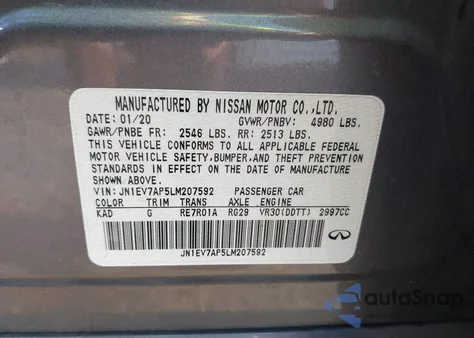 MANUFACTURED BY NISSAN MOTOR CO.,LTD.
DATE: 01/20 GVWR/PNBV: 4980 LBS.
GAWR/PNBE FR: 2546 LBS. RR: 2513 LBS.
THIS VEHICLE CONFORMS TO ALL APPLICABLE FEDERAL
MOTOR VEHICLE SAFETY,BUMPER,AND THEFT PREVENTION
STANDARDS IN EFFECT ON THE DATE OF MANUFACTURE
SHOWN ABOVE.
VIN: JN1EV7AP5LM207592 PASSENGER CAR
COLOR TRIM TRANS AXLE ENGINE
KAD G RE7R01A RG29 VR30(DDTT) 2997CC
JN1EV7AP5LM207592
INFINITI
autoSnap